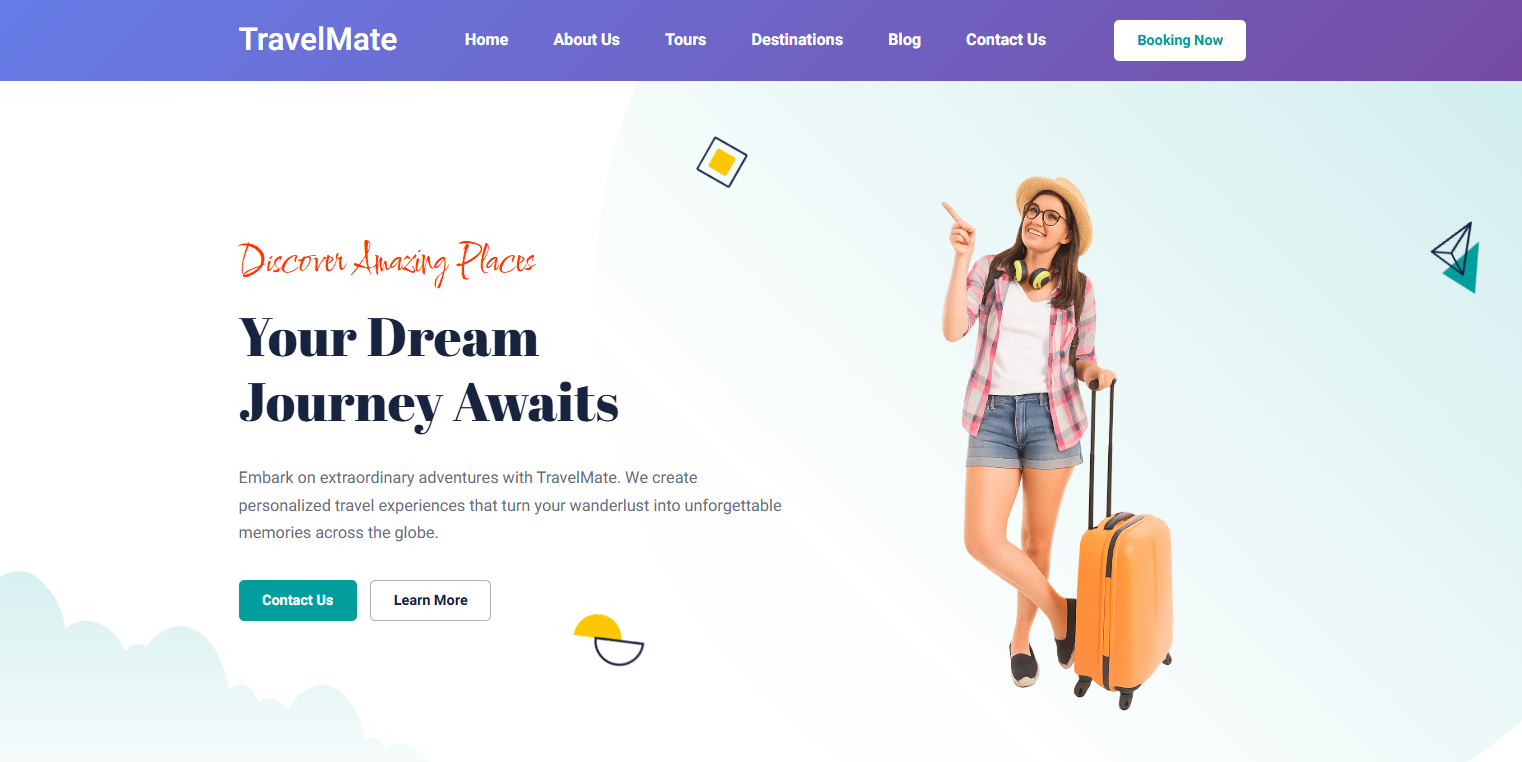 TravelMate
Home
About Us
Tours
Destinations
Blog
Contact Us
Booking Now
Discover Amazing Places
Your Dream
Journey Awaits
Embark on extraordinary adventures with TravelMate. We create
personalized travel experiences that turn your wanderlust into unforgettable
memories across the globe.
Contact Us
Learn More